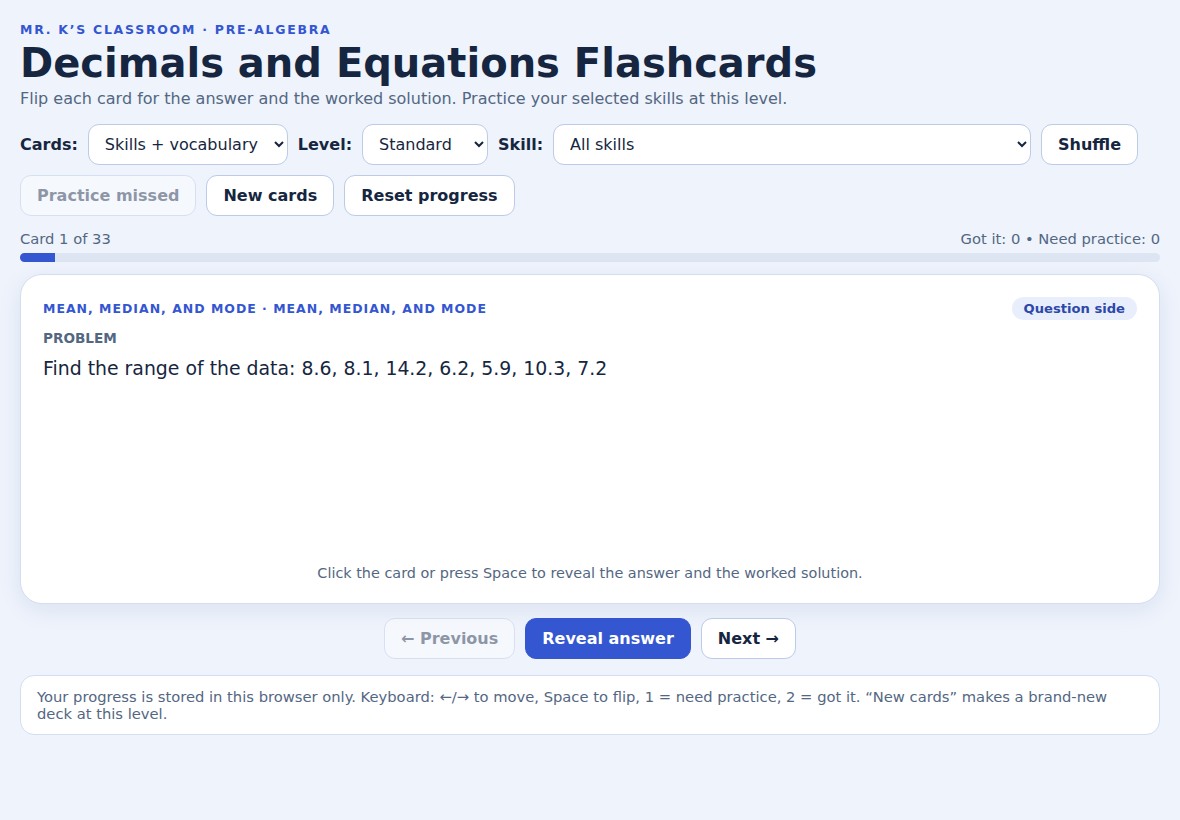 MR. K’S CLASSROOM · PRE-ALGEBRA
Decimals and Equations Flashcards
Flip each card for the answer and the worked solution. Practice your selected skills at this level.
Cards: Skills + vocabulary Level: Standard Skill: All skills Shuffle
Practice missed New cards Reset progress
Card 1 of 33 Got it: 0 • Need practice: 0
MEAN, MEDIAN, AND MODE · MEAN, MEDIAN, AND MODE Question side
PROBLEM
Find the range of the data: 8.6, 8.1, 14.2, 6.2, 5.9, 10.3, 7.2
Click the card or press Space to reveal the answer and the worked solution.
← Previous Reveal answer Next →
Your progress is stored in this browser only. Keyboard: ←/→ to move, Space to flip, 1 = need practice, 2 = got it. “New cards” makes a brand-new
deck at this level.